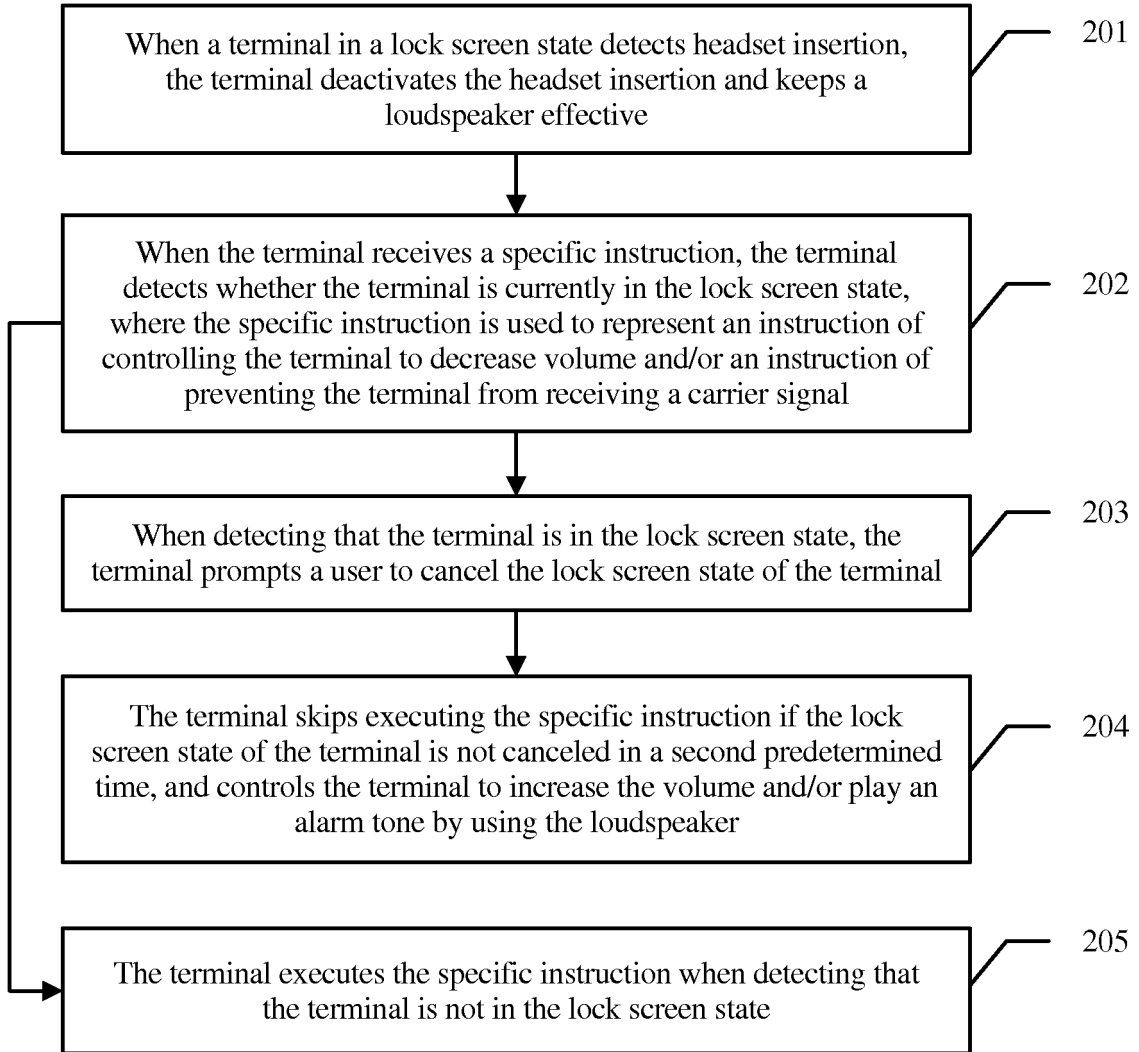 When a terminal in a lock screen state detects headset insertion,
the terminal deactivates the headset insertion and keeps a
loudspeaker effective
201
When the terminal receives a specific instruction, the terminal
detects whether the terminal is currently in the lock screen state,
where the specific instruction is used to represent an instruction of
controlling the terminal to decrease volume and/or an instruction of
preventing the terminal from receiving a carrier signal
202
When detecting that the terminal is in the lock screen state, the
terminal prompts a user to cancel the lock screen state of the terminal
203
The terminal skips executing the specific instruction if the lock
screen state of the terminal is not canceled in a second predetermined
time, and controls the terminal to increase the volume and/or play an
alarm tone by using the loudspeaker
204
The terminal executes the specific instruction when detecting that
the terminal is not in the lock screen state
205